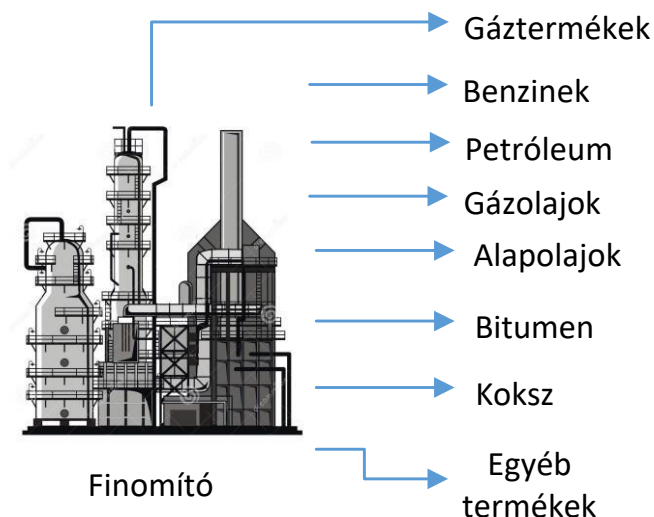 Gáztermékek
Benzinek
Petróleum
Gázolajok
Alapolajok
Bitumen
Koksz
Egyéb
termékek
Finomító